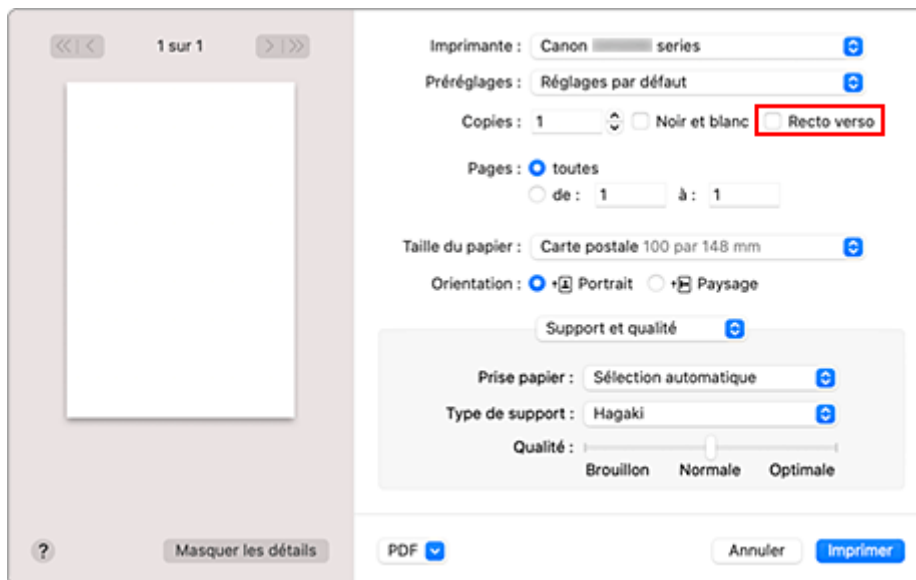 1 sur 1
Imprimante : Canon series
Préréglages : Réglages par défaut
Copies : 1 Noir et blanc Recto verso
Pages : toutes
de : 1 à : 1
Taille du papier : Carte postale 100 par 148 mm
Orientation : Portrait Paysage
Support et qualité
Prise papier : Sélection automatique
Type de support : Hagaki
Qualité :
Brouillon Normale Optimale
? Masquer les détails PDF Annuler Imprimer